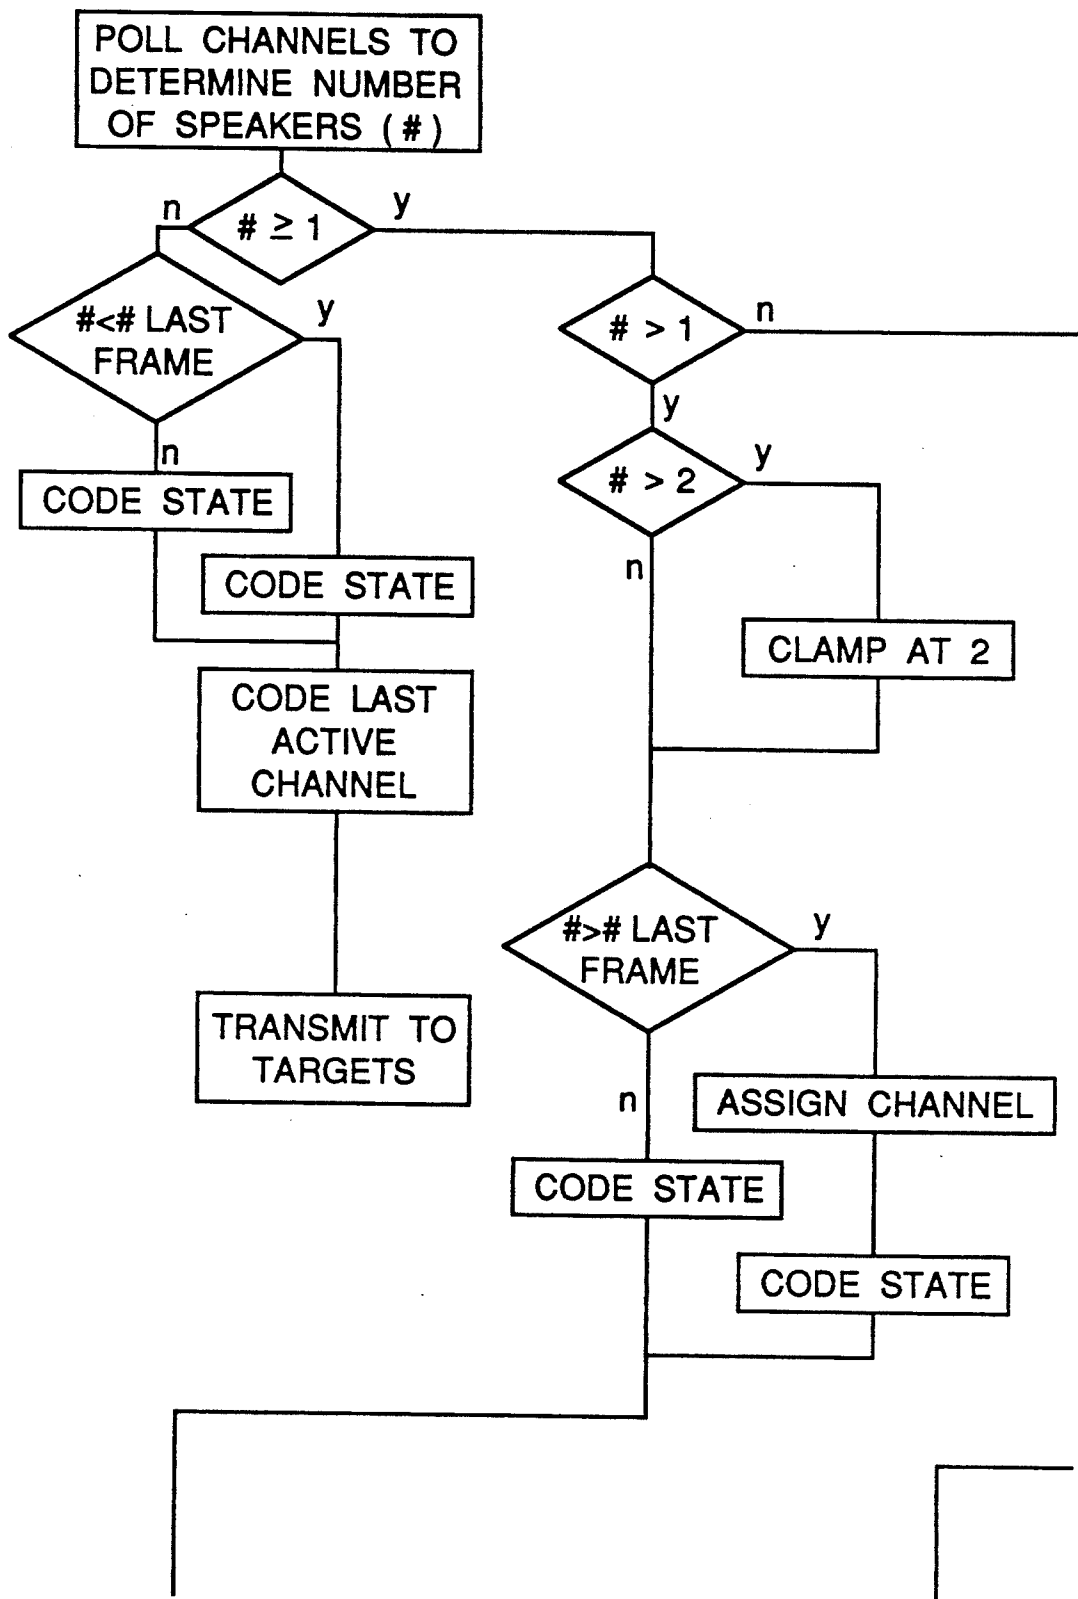 POLL CHANNELS TO
DETERMINE NUMBER
OF SPEAKERS (#)
n
# ≥ 1
y
#<# LAST
FRAME
y
n
CODE STATE
CODE STATE
CODE LAST
ACTIVE
CHANNEL
TRANSMIT TO
TARGETS
# > 1
n
y
# > 2
y
n
CLAMP AT 2
#># LAST
FRAME
y
n
ASSIGN CHANNEL
CODE STATE
CODE STATE